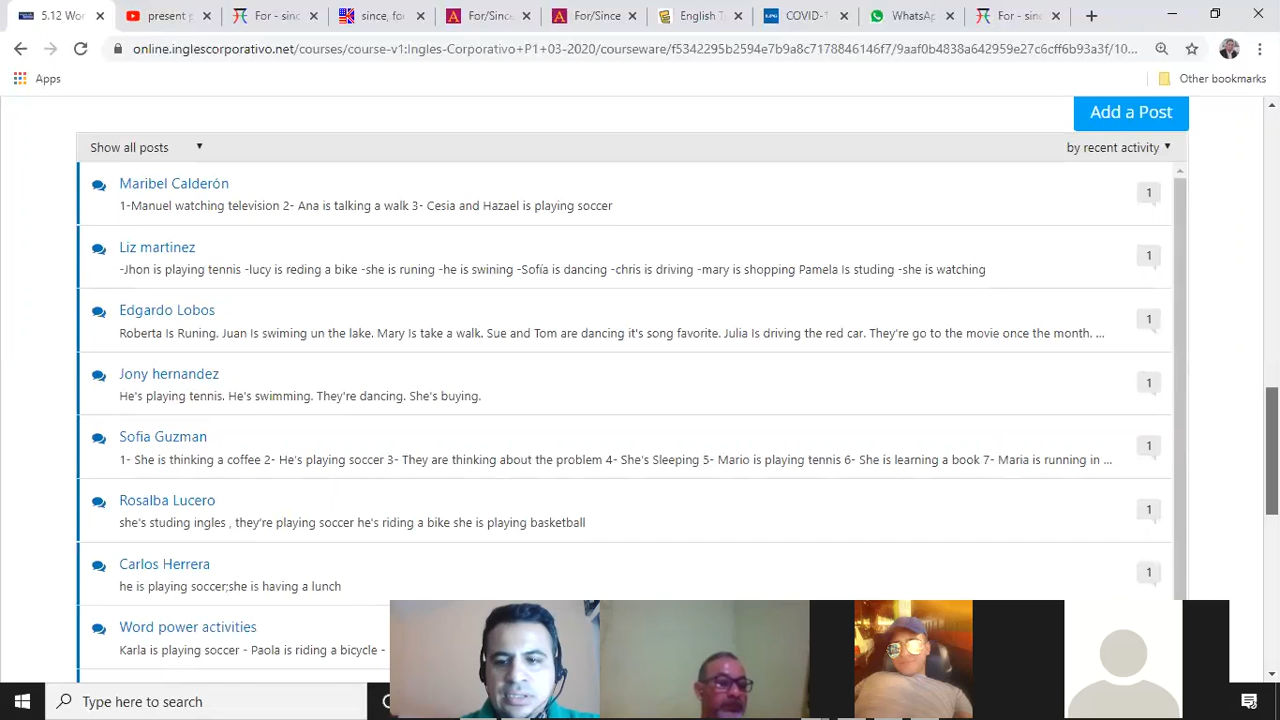 5.12 Wor
present
For - sinc
since, fo
For/Sinc
For/Since
English T
COVID-1
WhatsAp
For - sinc
online.inglescorporativo.net/courses/course-v1:Ingles-Corporativo+P1+03-2020/courseware/f5342295b2594e7b9a8c7178846146f7/9aaf0b4838a642959e27c6cff6b93a3f/10...
Apps
Other bookmarks
Add a Post
Show all posts
by recent activity
Maribel Calderón
1-Manuel watching television 2- Ana is talking a walk 3- Cesia and Hazael is playing soccer
1
Liz martinez
-Jhon is playing tennis -lucy is reding a bike -she is runing -he is swining -Sofía is dancing -chris is driving -mary is shopping Pamela Is studing -she is watching
1
Edgardo Lobos
Roberta Is Runing. Juan Is swiming un the lake. Mary Is take a walk. Sue and Tom are dancing it's song favorite. Julia Is driving the red car. They're go to the movie once the month. ...
1
Jony hernandez
He's playing tennis. He's swimming. They're dancing. She's buying.
1
Sofia Guzman
1- She is thinking a coffee 2- He's playing soccer 3- They are thinking about the problem 4- She's Sleeping 5- Mario is playing tennis 6- She is learning a book 7- Maria is running in ...
1
Rosalba Lucero
she's studing ingles , they're playing soccer he's riding a bike she is playing basketball
1
Carlos Herrera
he is playing soccer;she is having a lunch
1
Word power activities
Karla is playing soccer - Paola is riding a bicycle -
Type here to search